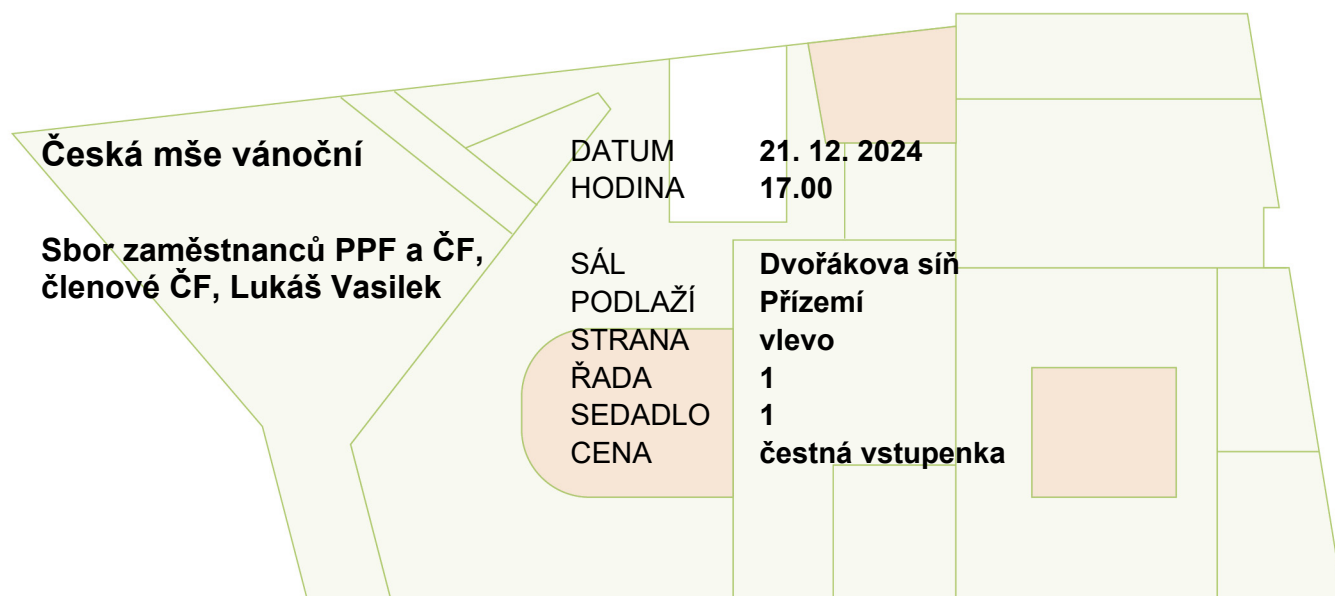 Česká mše vánoční
Sbor zaměstnanců PPF a ČF,
členové ČF, Lukáš Vasilek
DATUM 21. 12. 2024
HODINA 17.00
SÁL Dvořákova síň
PODLAŽÍ Přízemí
STRANA vlevo
ŘADA 1
SEDADLO 1
CENA čestná vstupenka